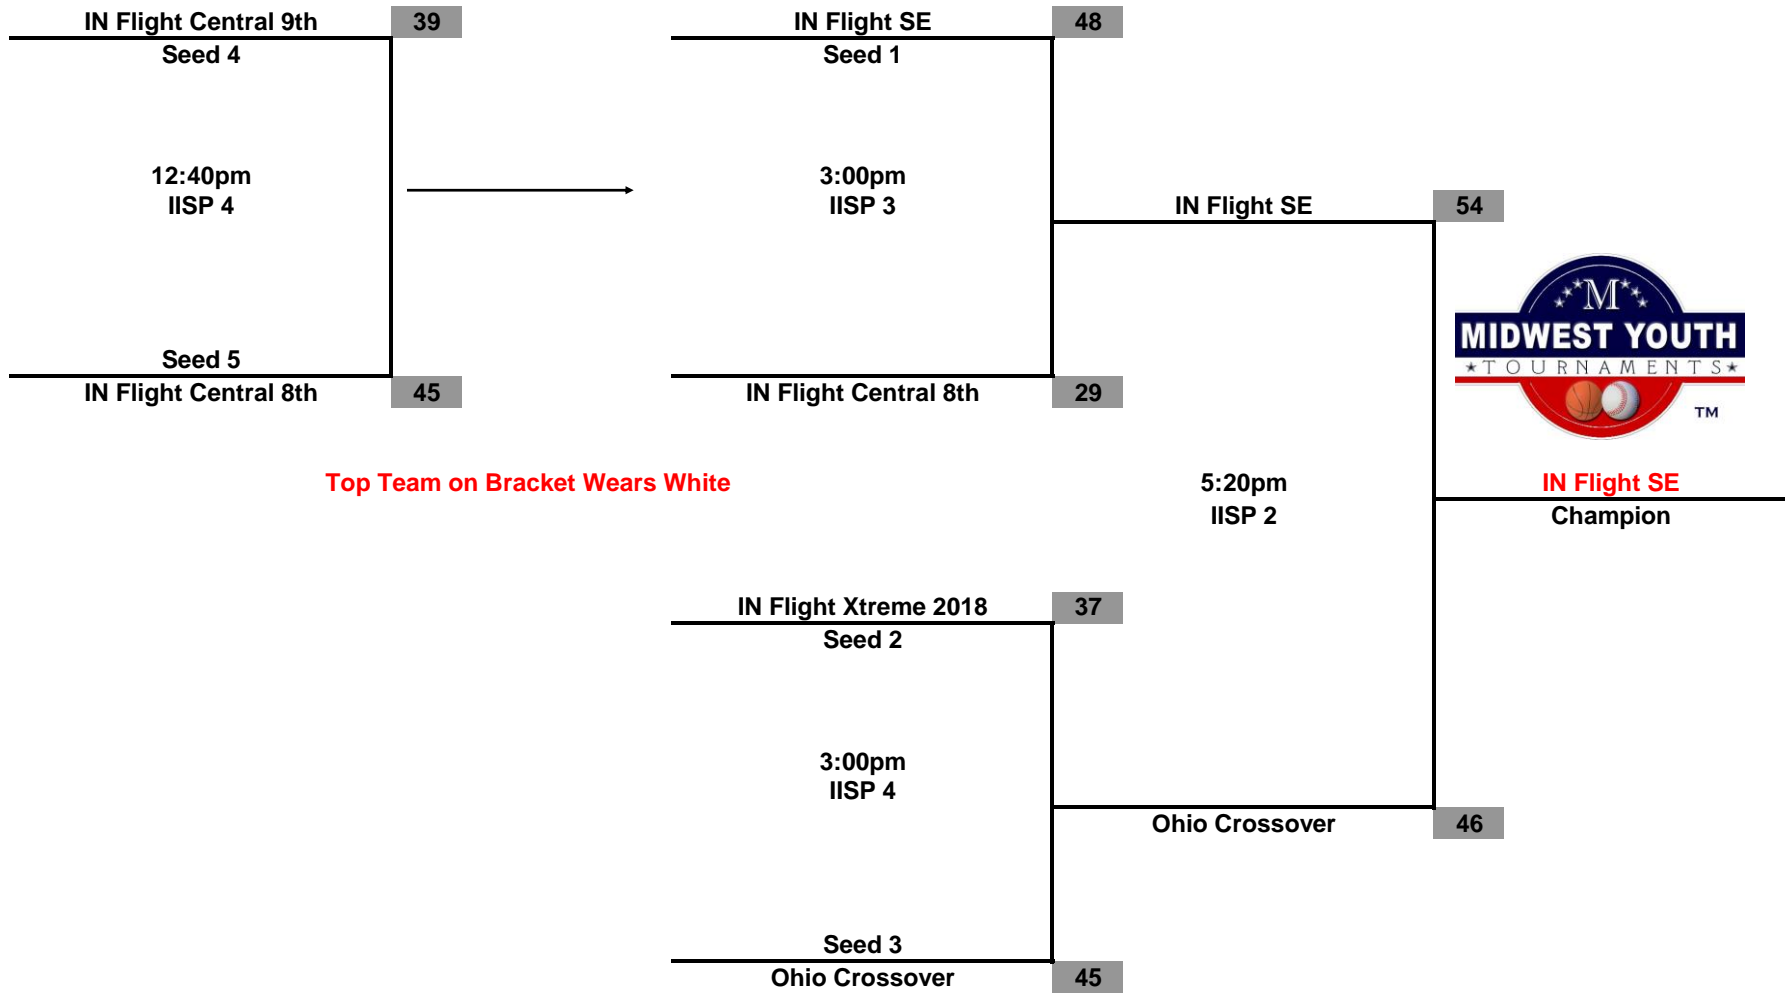 IN Flight Central 9th 39 IN Flight SE 48
Seed 4 Seed 1
12:40pm 3:00pm
IISP 4 IISP 3
IN Flight SE 54
M
MIDWEST YOUTH
TOURNAMENTS
TM
Seed 5
IN Flight Central 8th 45 IN Flight Central 8th 29
Top Team on Bracket Wears White 5:20pm IN Flight SE
IISP 2 Champion
IN Flight Xtreme 2018 37
Seed 2
3:00pm
IISP 4
Ohio Crossover 46
Seed 3
Ohio Crossover 45